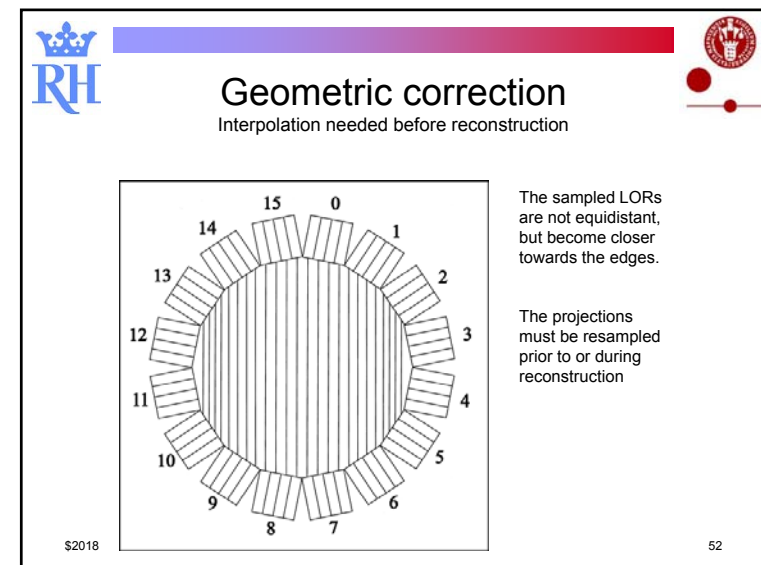 RH
Geometric correction
Interpolation needed before reconstruction
15
0
14
1
13
2
12
3
11
4
10
5
9
6
8
7
The sampled LORs
are not equidistant,
but become closer
towards the edges.
The projections
must be resampled
prior to or during
reconstruction
$2018
52